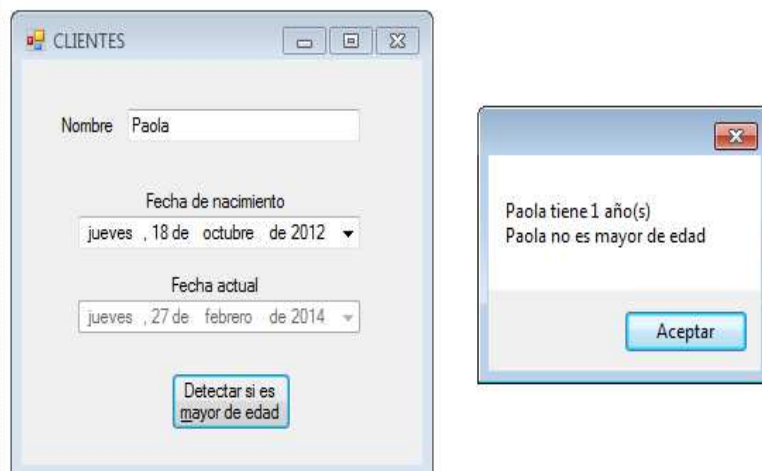 CLIENTES
Nombre Paola
Fecha de nacimiento
jueves , 18 de octubre de 2012
Fecha actual
jueves , 27 de febrero de 2014
Detectar si es
mayor de edad
Paola tiene 1 año(s)
Paola no es mayor de edad
Aceptar